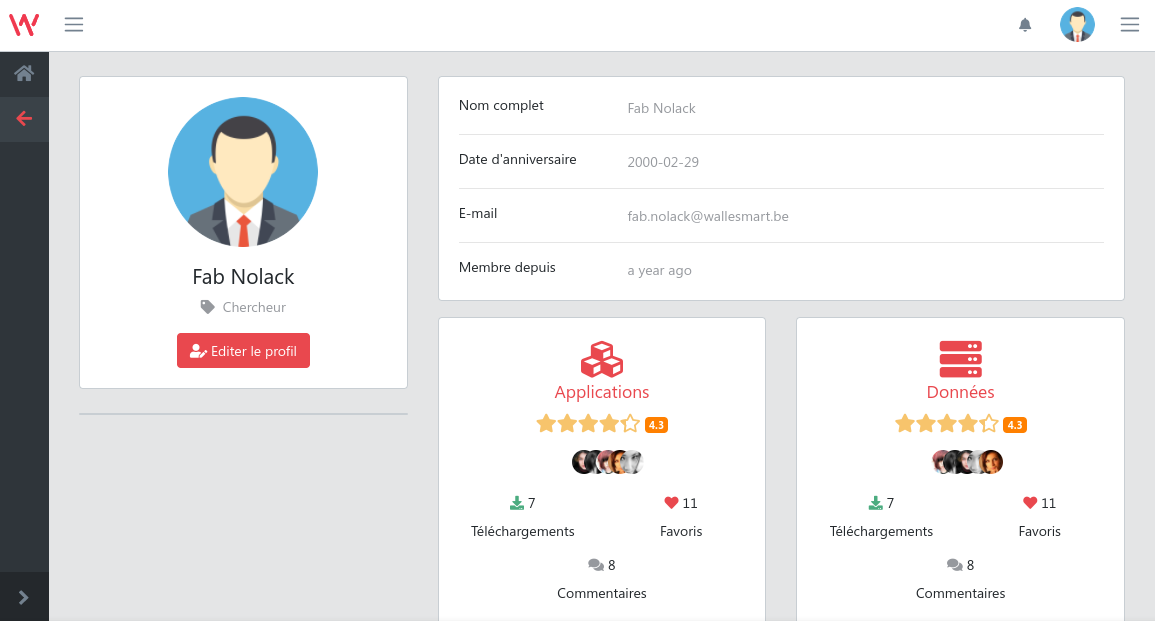 Fab Nolack
Chercheur
Editer le profil
Nom complet Fab Nolack
Date d'anniversaire 2000-02-29
E-mail fab.nolack@wallesmart.be
Membre depuis a year ago
Applications
4.3
7 11
Téléchargements Favoris
8
Commentaires
Données
4.3
7 11
Téléchargements Favoris
8
Commentaires